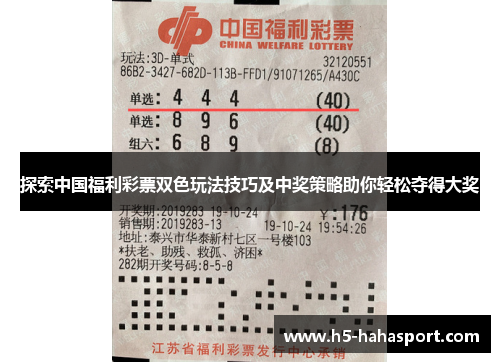 中国福利彩票
CHINA WELFARE LOTTERY
玩法:3D-单式 32120551
86B2-3427-682D-113B-FFD1/91071265/A430C
单选: 4 4 4 (40)
单选: 8 9 6 (40)
组六: 6 8 9 (8)
探索中国福利彩票双色玩法技巧及中奖策略助你轻松夺得大奖
开奖期:2019283 19-10-24 ¥:176
销售期:2019283-13 19-10-24 19:54:26
地址:泰兴市华泰新村七区一号楼103
*扶老、助残、救孤、济困*
282期开奖号码:8-5-8
江苏省福利彩票发行中心承销
www.h5-hahasport.com